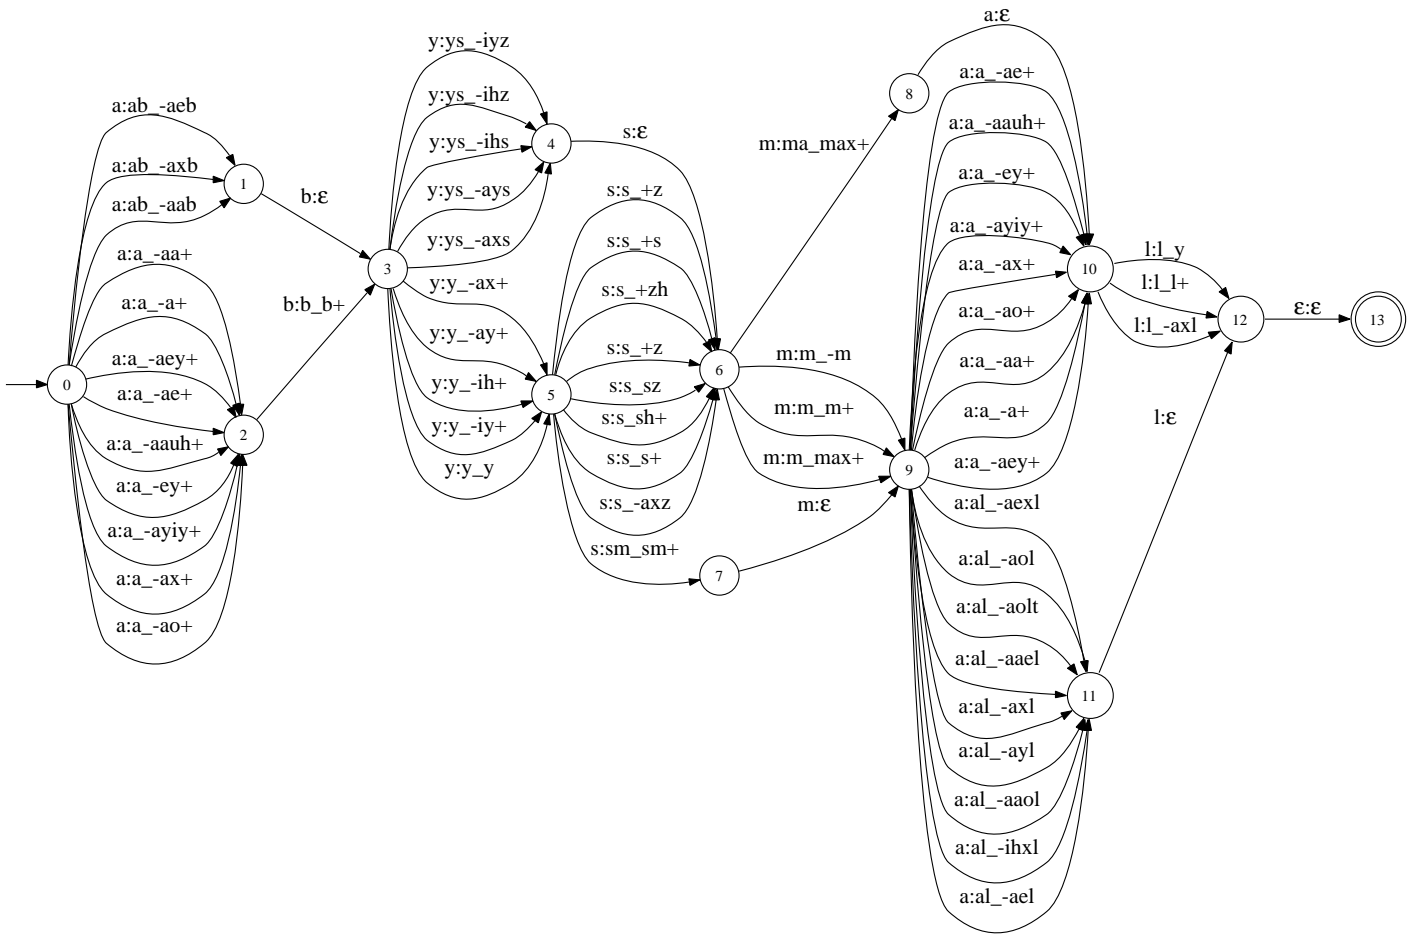 a:ab_-aeb
a:ab_-axb
a:ab_-aab
a:a_-aa+
a:a_-a+
a:a_-aey+
a:a_-ae+
a:a_-aauh+
a:a_-ey+
a:a_-ayiy+
a:a_-ax+
a:a_-ao+
0
1
2
b:ε
b:b_b+
3
y:ys_-iyz
y:ys_-ihz
y:ys_-ihs
y:ys_-ays
y:ys_-axs
y:y_-ax+
y:y_-ay+
y:y_-ih+
y:y_-iy+
y:y_y
4
5
s:ε
s:s_+z
s:s_+s
s:s_+zh
s:s_+z
s:s_sz
s:s_sh+
s:s_s+
s:s_-axz
s:sm_sm+
6
7
m:ma_max+
m:m_-m
m:m_m+
m:m_max+
m:ε
8
9
a:ε
a:a_-ae+
a:a_-aauh+
a:a_-ey+
a:a_-ayiy+
a:a_-ax+
a:a_-ao+
a:a_-aa+
a:a_-a+
a:a_-aey+
a:al_-aexl
a:al_-aol
a:al_-aolt
a:al_-aael
a:al_-axl
a:al_-ayl
a:al_-aaol
a:al_-ihxl
a:al_-ael
10
11
l:l_y
l:l_l+
l:l_-axl
l:ε
12
ε:ε
13